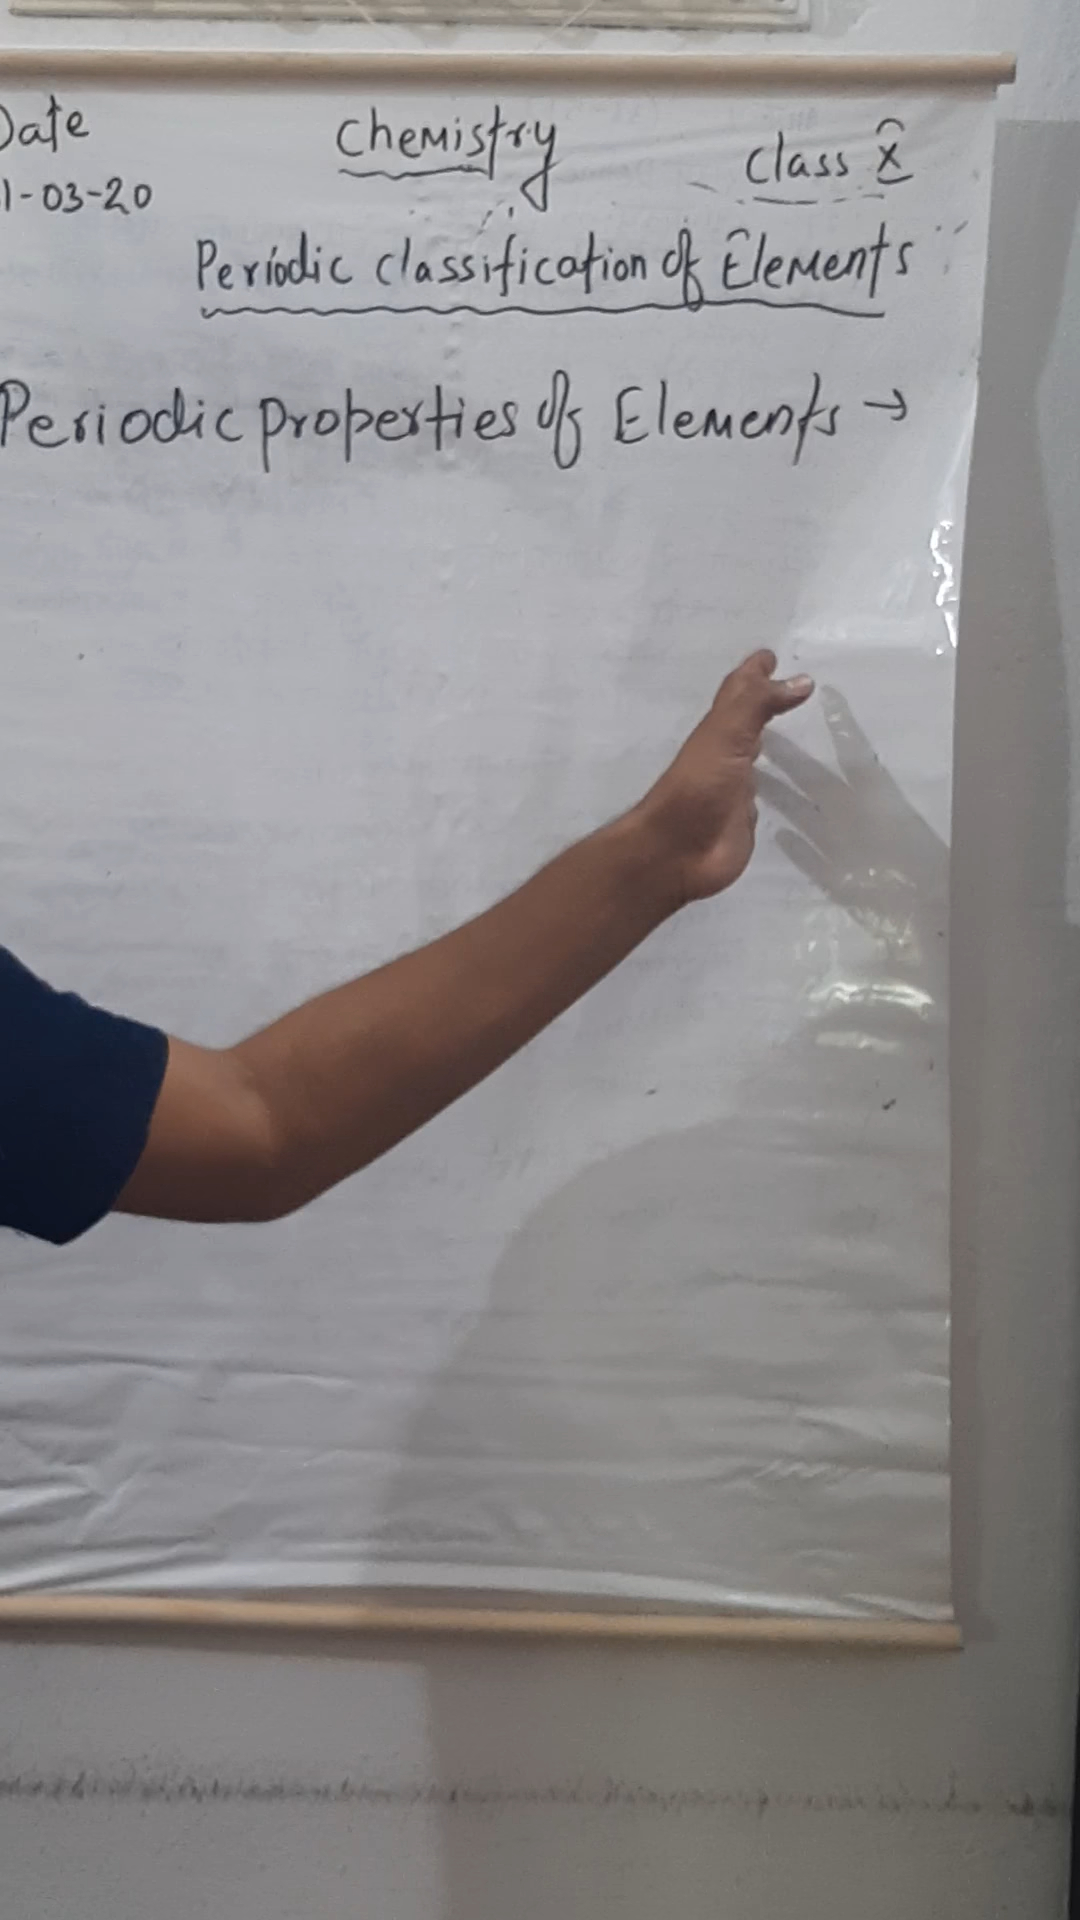 Date Chemistry Class X
1-03-20
Periodic classification of Elements
Periodic properties of Elements →